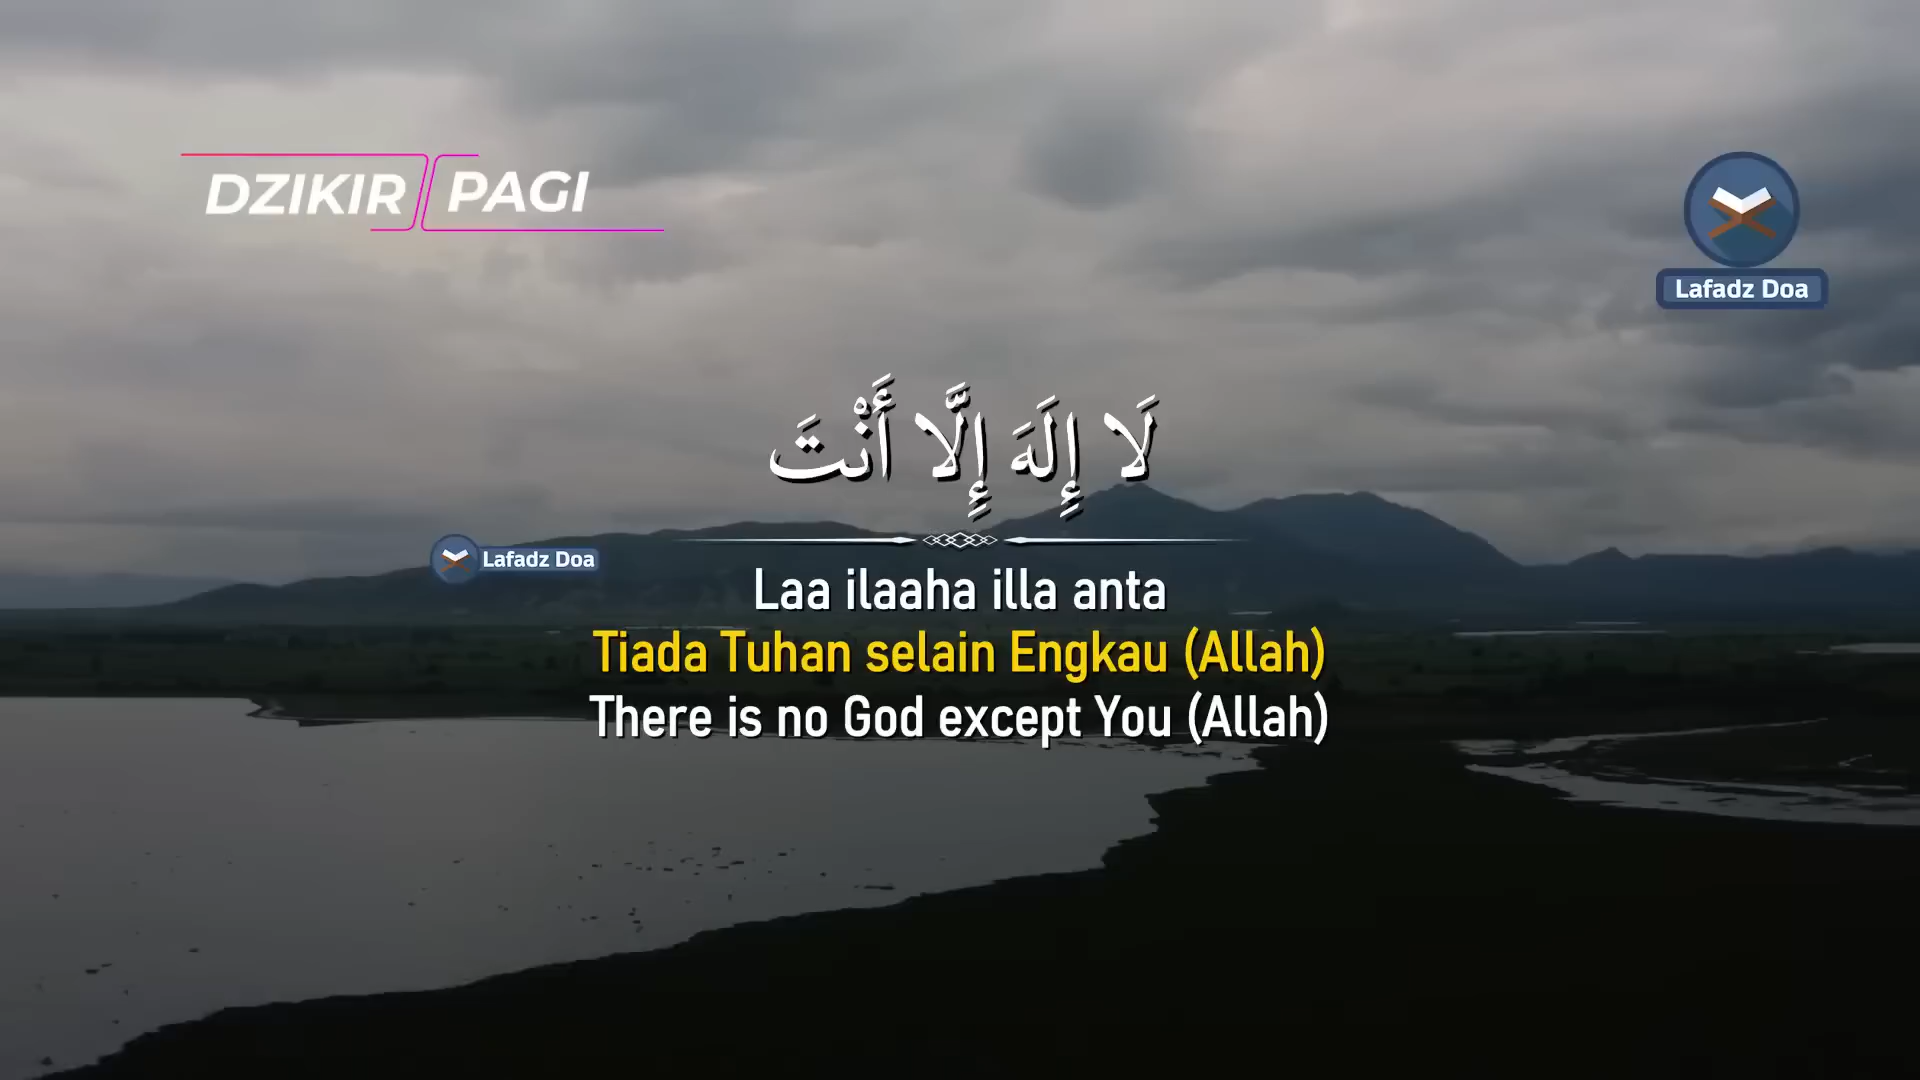 DZIKIR PAGI
Lafadz Doa
لَا إِلَهَ إِلَّا أَنْتَ
Lafadz Doa
Laa ilaaha illa anta
Tiada Tuhan selain Engkau (Allah)
There is no God except You (Allah)